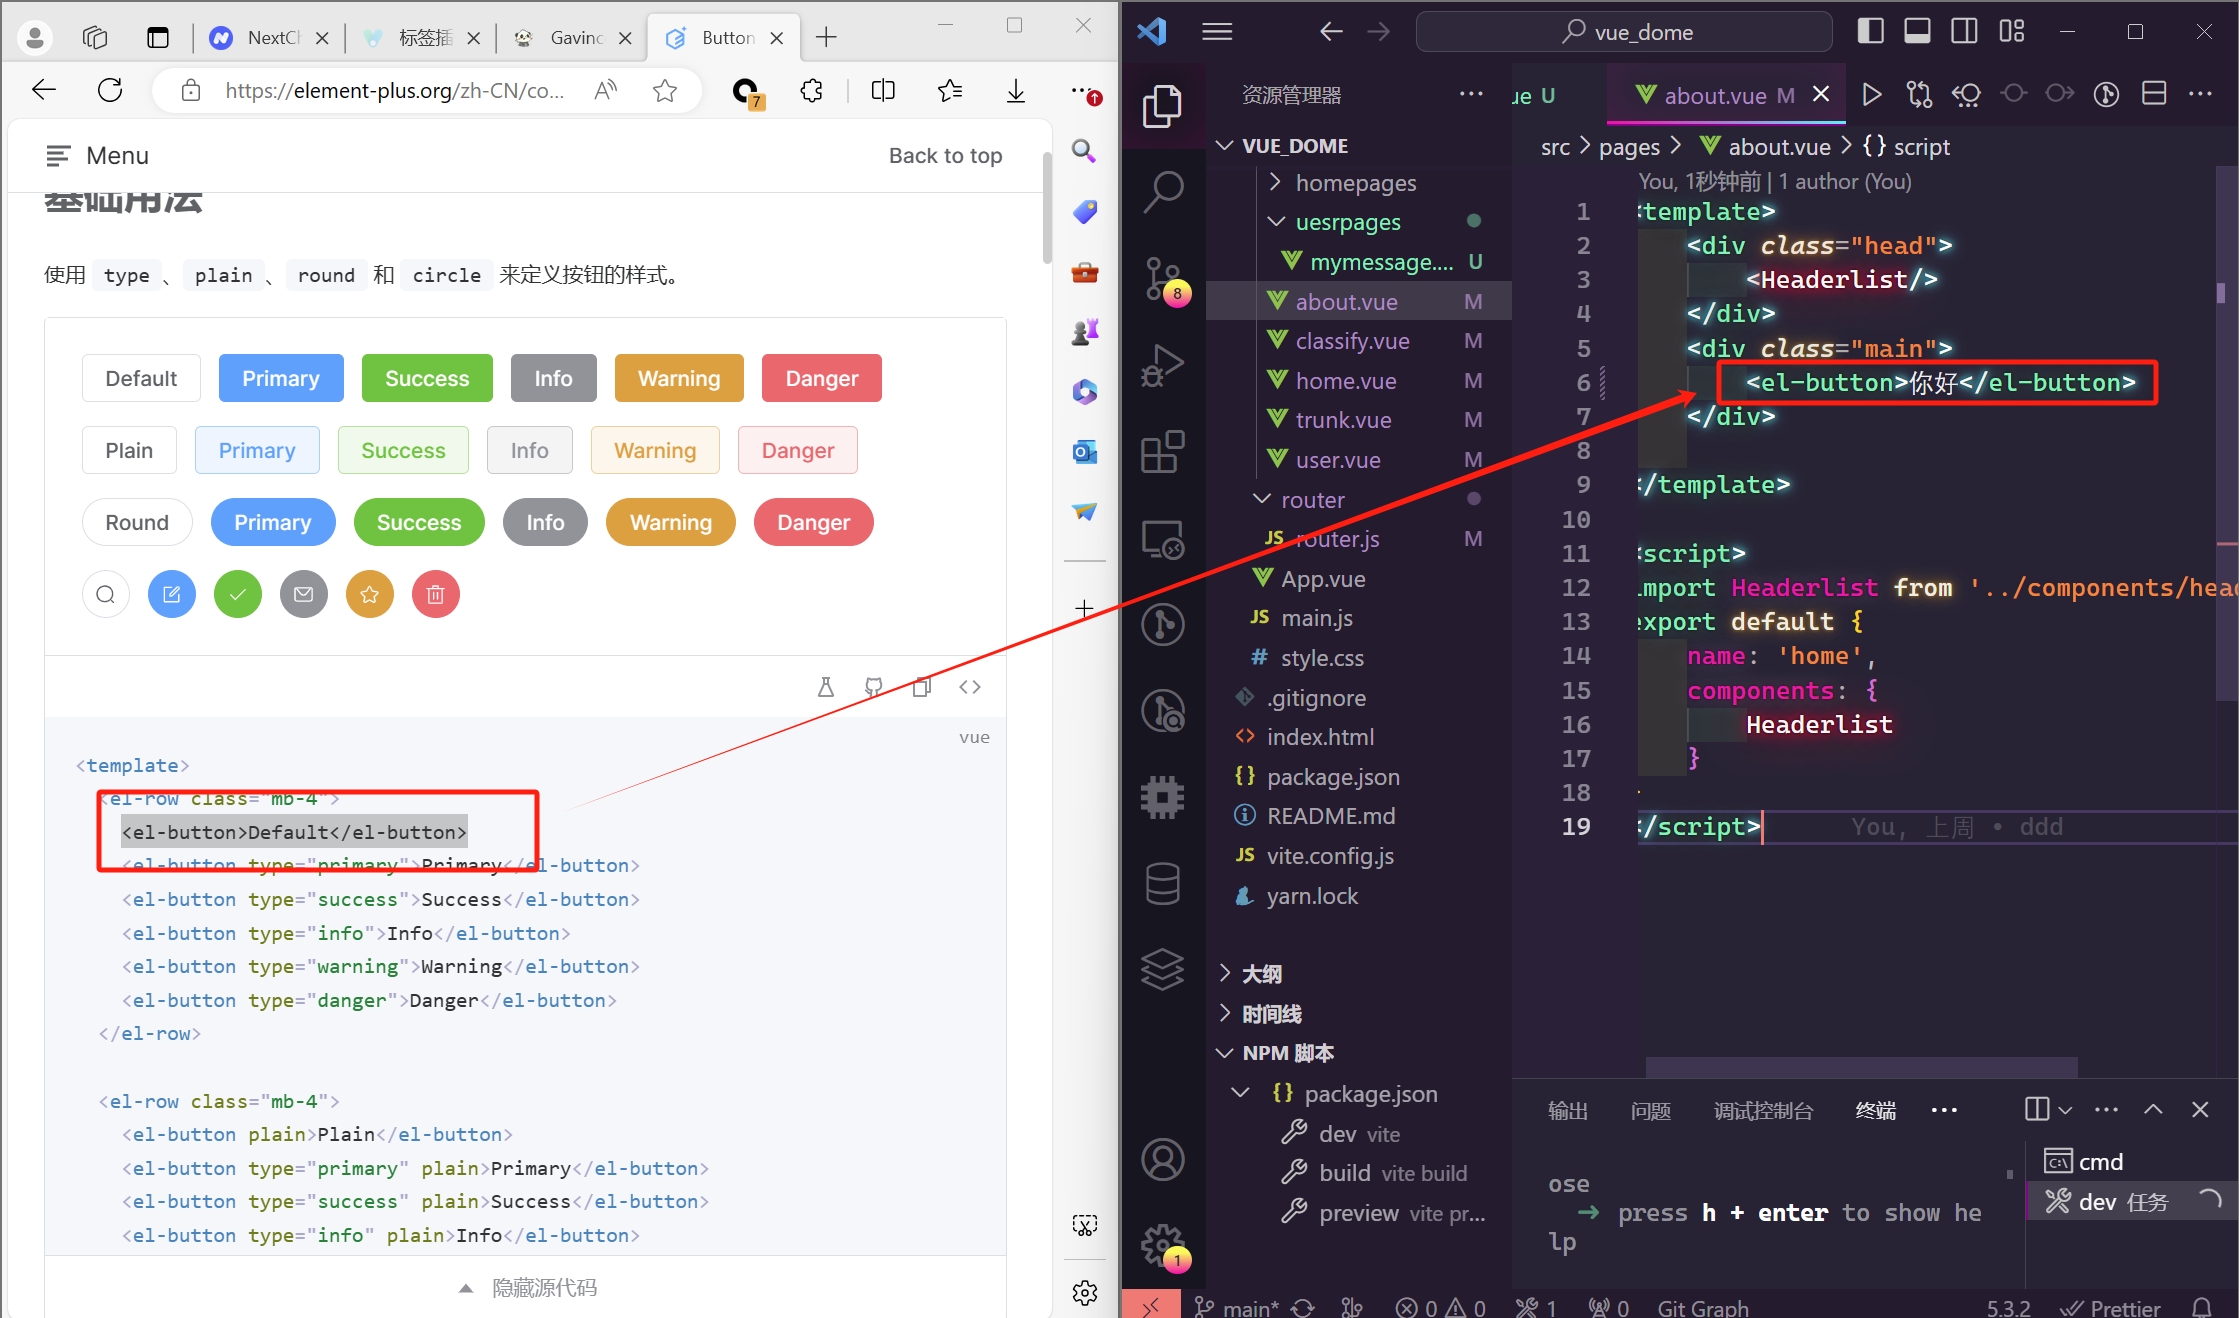 NextCh
标签插
Gavinc
Button
https://element-plus.org/zh-CN/co...
7
Menu
Back to top
基础用法
使用 type 、 plain 、 round 和 circle 来定义按钮的样式。
Default Primary Success Info Warning Danger
Plain Primary Success Info Warning Danger
Round Primary Success Info Warning Danger
vue
<template>
<el-row class="mb-4">
<el-button>Default</el-button>
<el-button type="primary">Primary</el-button>
<el-button type="success">Success</el-button>
<el-button type="info">Info</el-button>
<el-button type="warning">Warning</el-button>
<el-button type="danger">Danger</el-button>
</el-row>
<el-row class="mb-4">
<el-button plain>Plain</el-button>
<el-button type="primary" plain>Primary</el-button>
<el-button type="success" plain>Success</el-button>
<el-button type="info" plain>Info</el-button>
隐藏源代码
vue_dome
资源管理器
VUE_DOME
homepages
uesrpages
mymessage.... U
about.vue M
classify.vue M
home.vue M
trunk.vue M
user.vue M
router
JS router.js M
App.vue
JS main.js
# style.css
.gitignore
<> index.html
{} package.json
README.md
JS vite.config.js
yarn.lock
大纲
时间线
NPM 脚本
{} package.json
dev vite
build vite build
preview vite pr...
8
1
ue U
about.vue M
src > pages > about.vue > {} script
You, 1秒钟前 | 1 author (You)
1 <template>
2 <div class="head">
3 <Headerlist/>
4 </div>
5 <div class="main">
6 <el-button>你好</el-button>
7 </div>
8
9 </template>
10
11 <script>
12 import Headerlist from '../components/head
13 export default {
14 name: 'home',
15 components: {
16 Headerlist
17 }
18 }
19 </script> You, 上周 • ddd
输出 问题 调试控制台 终端
ose
➜ press h + enter to show he
lp
cmd
dev 任务
main* 0 0 1 0 Git Graph 5.3.2 Prettier